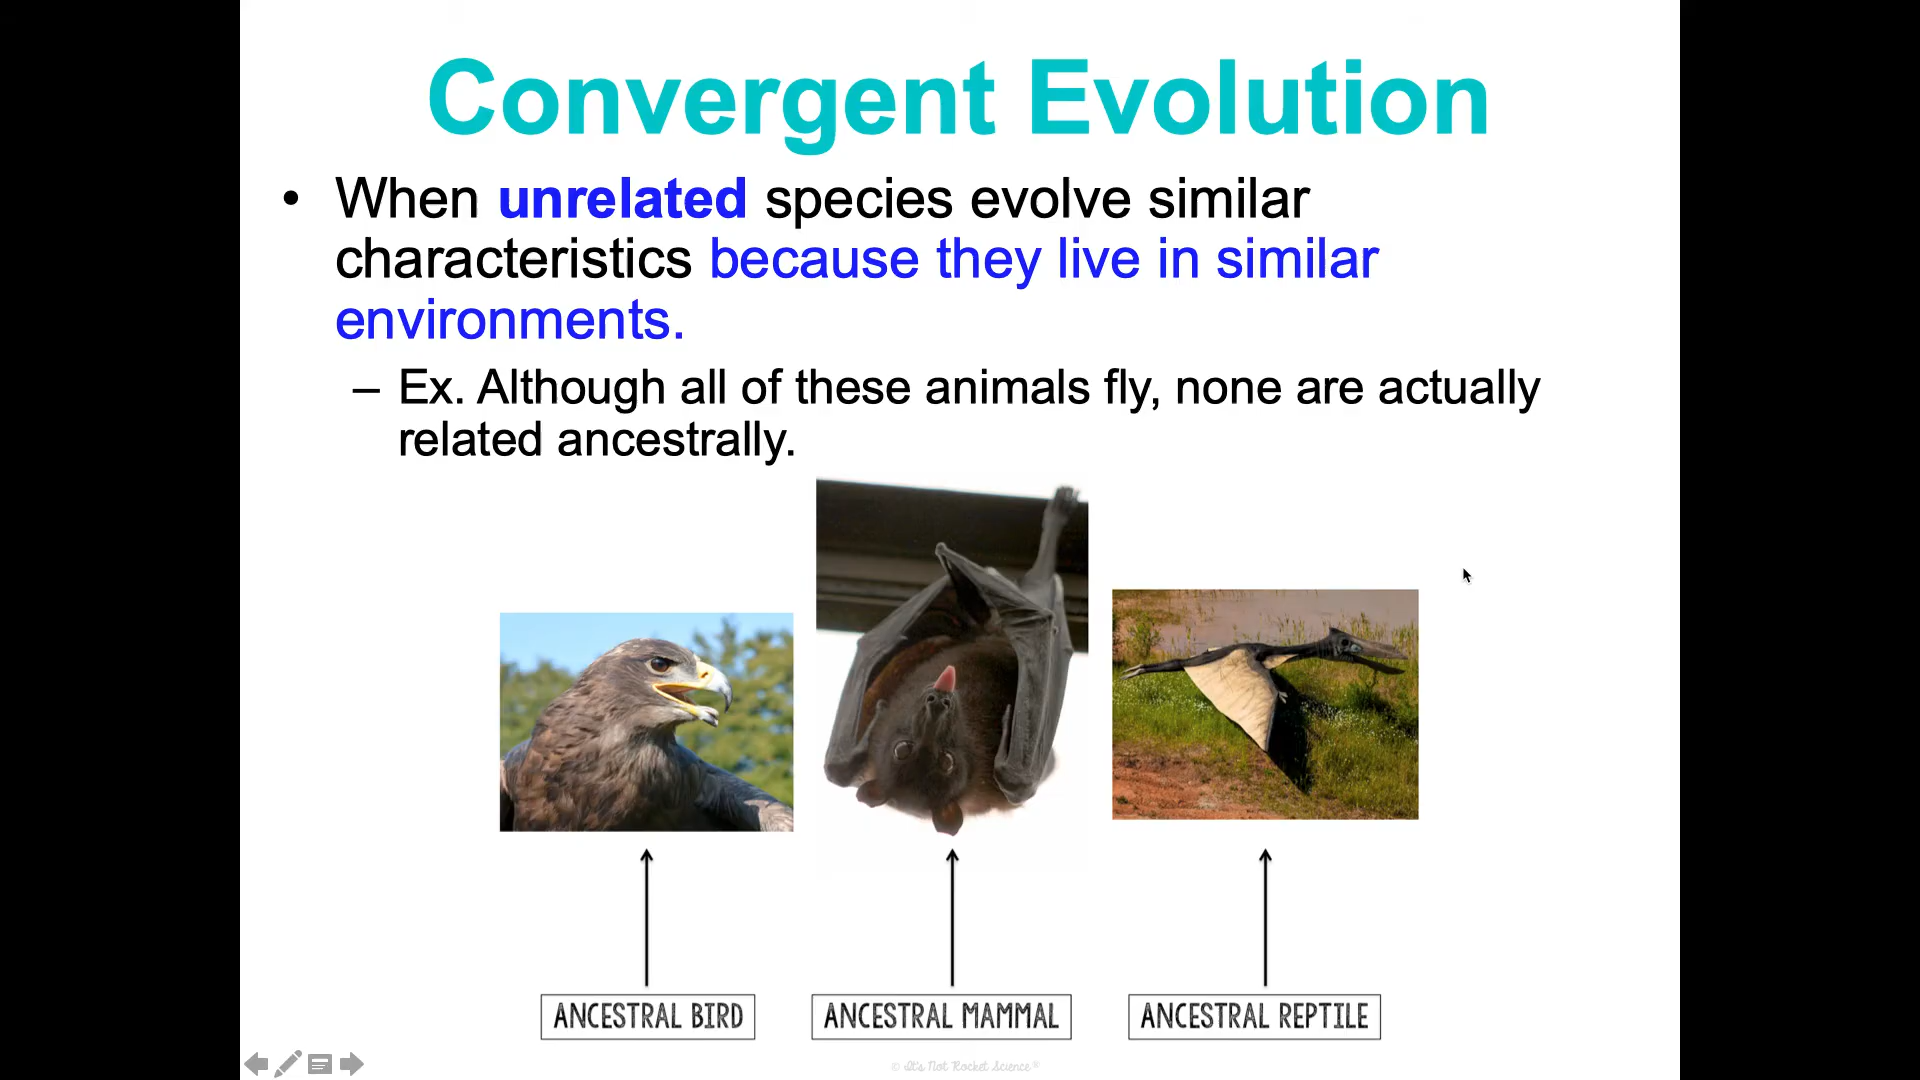 Convergent Evolution
• When unrelated species evolve similar
characteristics because they live in similar
environments.
– Ex. Although all of these animals fly, none are actually
related ancestrally.
ANCESTRAL BIRD
ANCESTRAL MAMMAL
ANCESTRAL REPTILE
© It's Not Rocket Science®